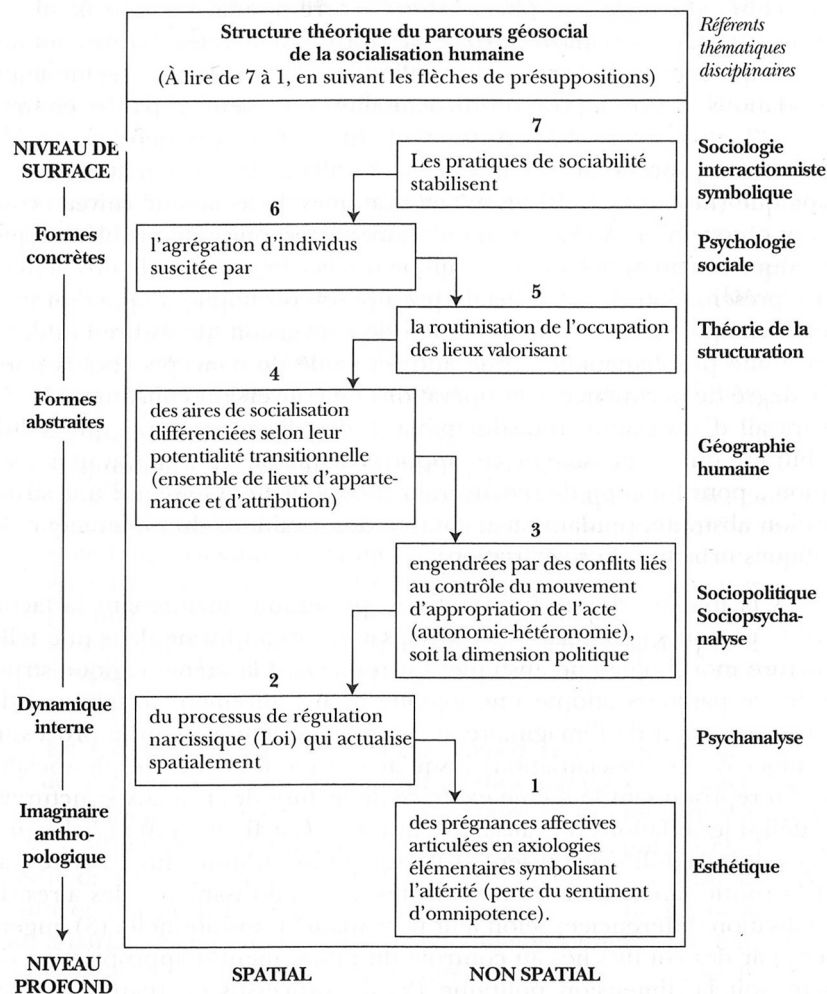 Structure théorique du parcours géosocial
de la socialisation humaine
(À lire de 7 à 1, en suivant les flèches de présuppositions)
Référents
thématiques
disciplinaires
NIVEAU DE
SURFACE
7
Les pratiques de sociabilité
stabilisent
Sociologie
interactionniste
symbolique
Formes
concrètes
6
l'agrégation d'individus
suscitée par
Psychologie
sociale
5
la routinisation de l'occupation
des lieux valorisant
Théorie de la
structuration
Formes
abstraites
4
des aires de socialisation
différenciées selon leur
potentialité transitionnelle
(ensemble de lieux d'apparte-
nance et d'attribution)
Géographie
humaine
3
engendrées par des conflits liés
au contrôle du mouvement
d'appropriation de l'acte
(autonomie-hétéronomie),
soit la dimension politique
Sociopolitique
Sociopsycha-
nalyse
Dynamique
interne
2
du processus de régulation
narcissique (Loi) qui actualise
spatialement
Psychanalyse
Imaginaire
anthro-
pologique
1
des prégnances affectives
articulées en axiologies
élémentaires symbolisant
l'altérité (perte du sentiment
d'omnipotence).
Esthétique
NIVEAU
PROFOND
SPATIAL
NON SPATIAL